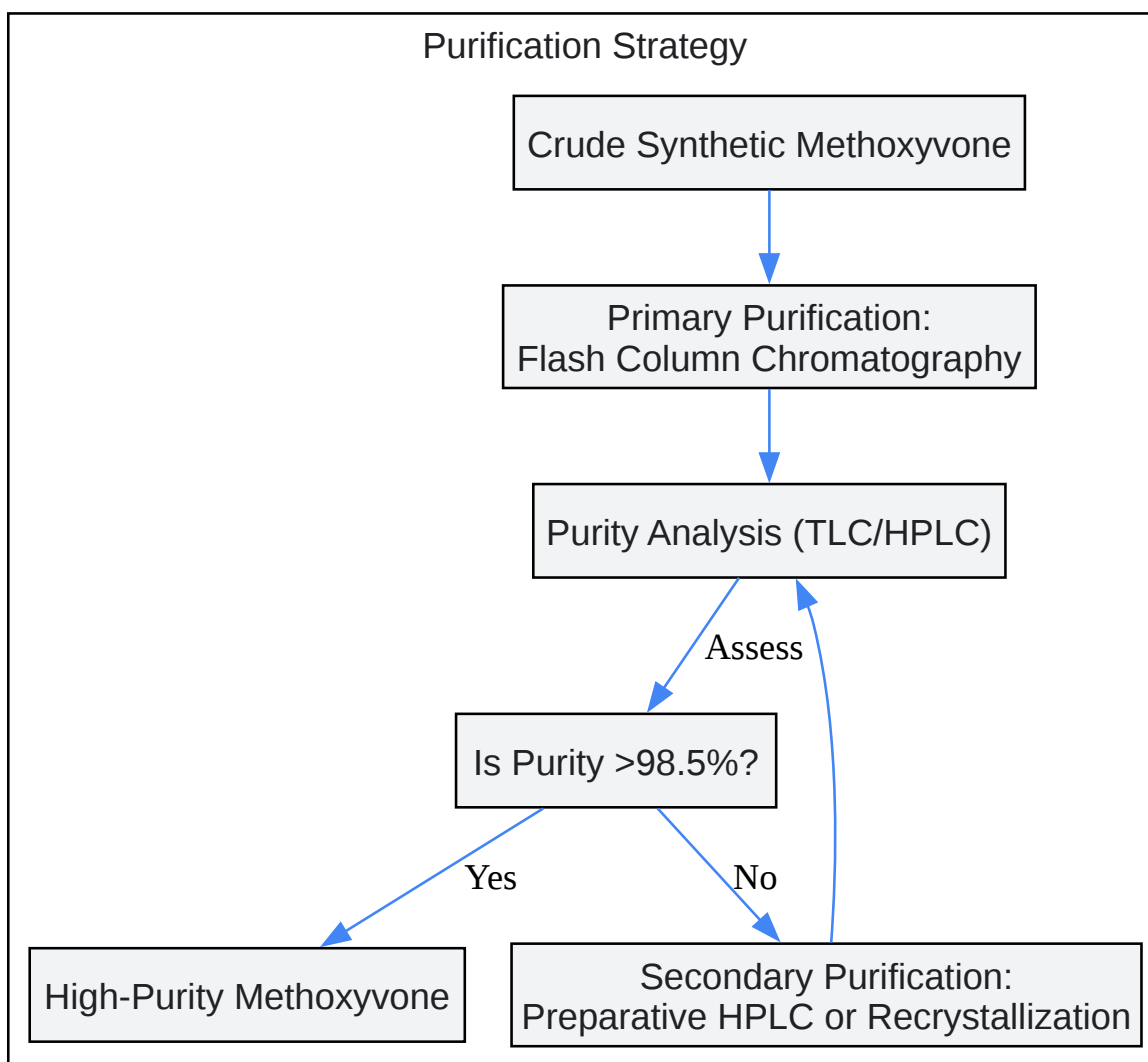 Purification Strategy
Crude Synthetic Methoxyvone
Primary Purification:
Flash Column Chromatography
Purity Analysis (TLC/HPLC)
Assess
Is Purity >98.5%?
Yes
No
High-Purity Methoxyvone
Secondary Purification:
Preparative HPLC or Recrystallization